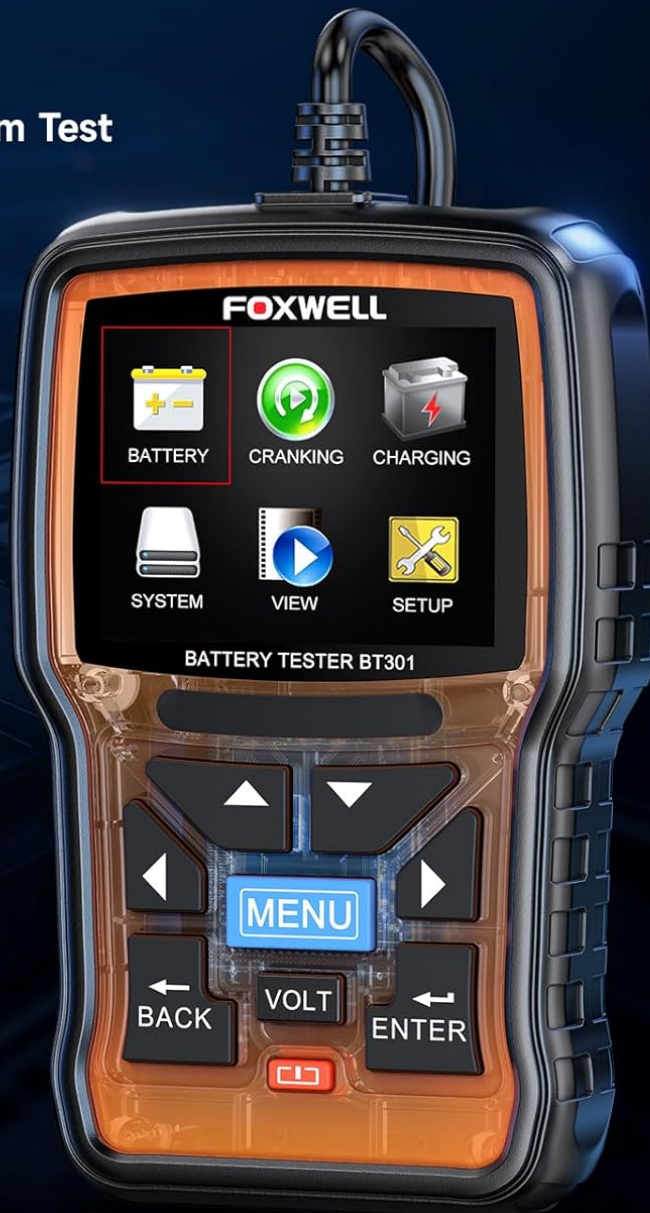 m Test
FOXWELL
BATTERY CRANKING CHARGING
SYSTEM VIEW SETUP
BATTERY TESTER BT301
MENU
BACK VOLT ENTER